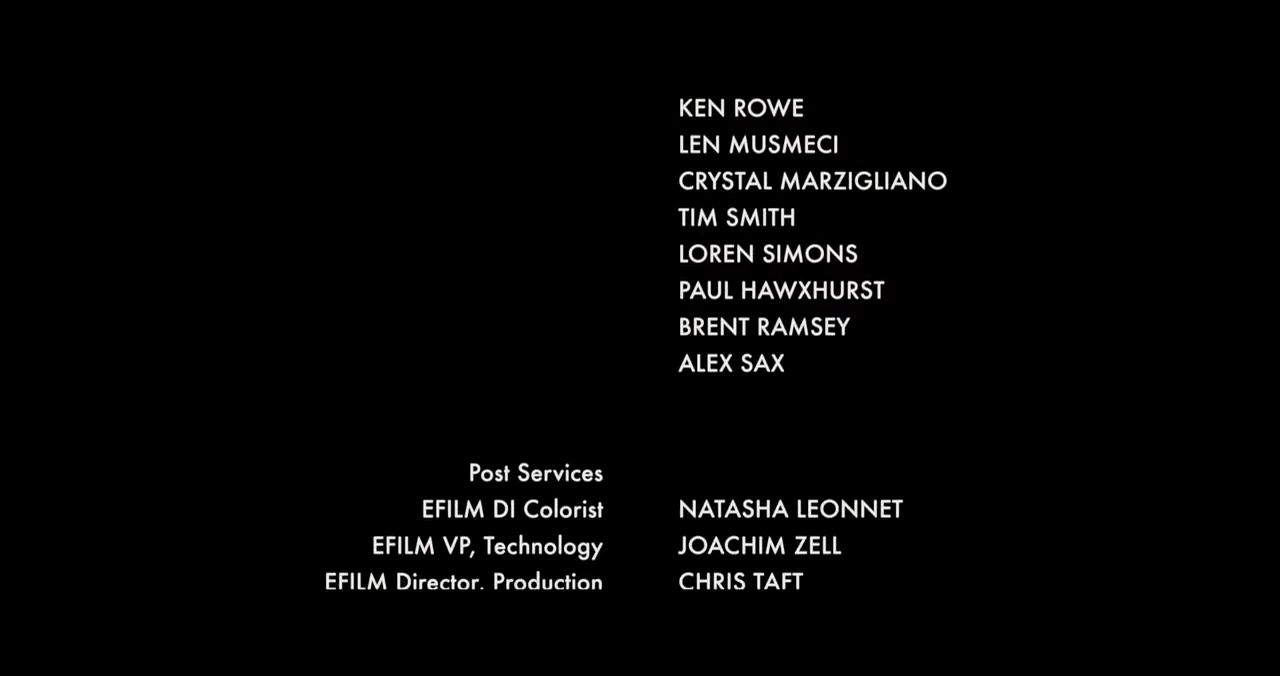 KEN ROWE
LEN MUSMECI
CRYSTAL MARZIGLIANO
TIM SMITH
LOREN SIMONS
PAUL HAWXHURST
BRENT RAMSEY
ALEX SAX
Post Services
EFILM DI Colorist NATASHA LEONNET
EFILM VP, Technology JOACHIM ZELL
EFILM Director, Production CHRIS TAFT